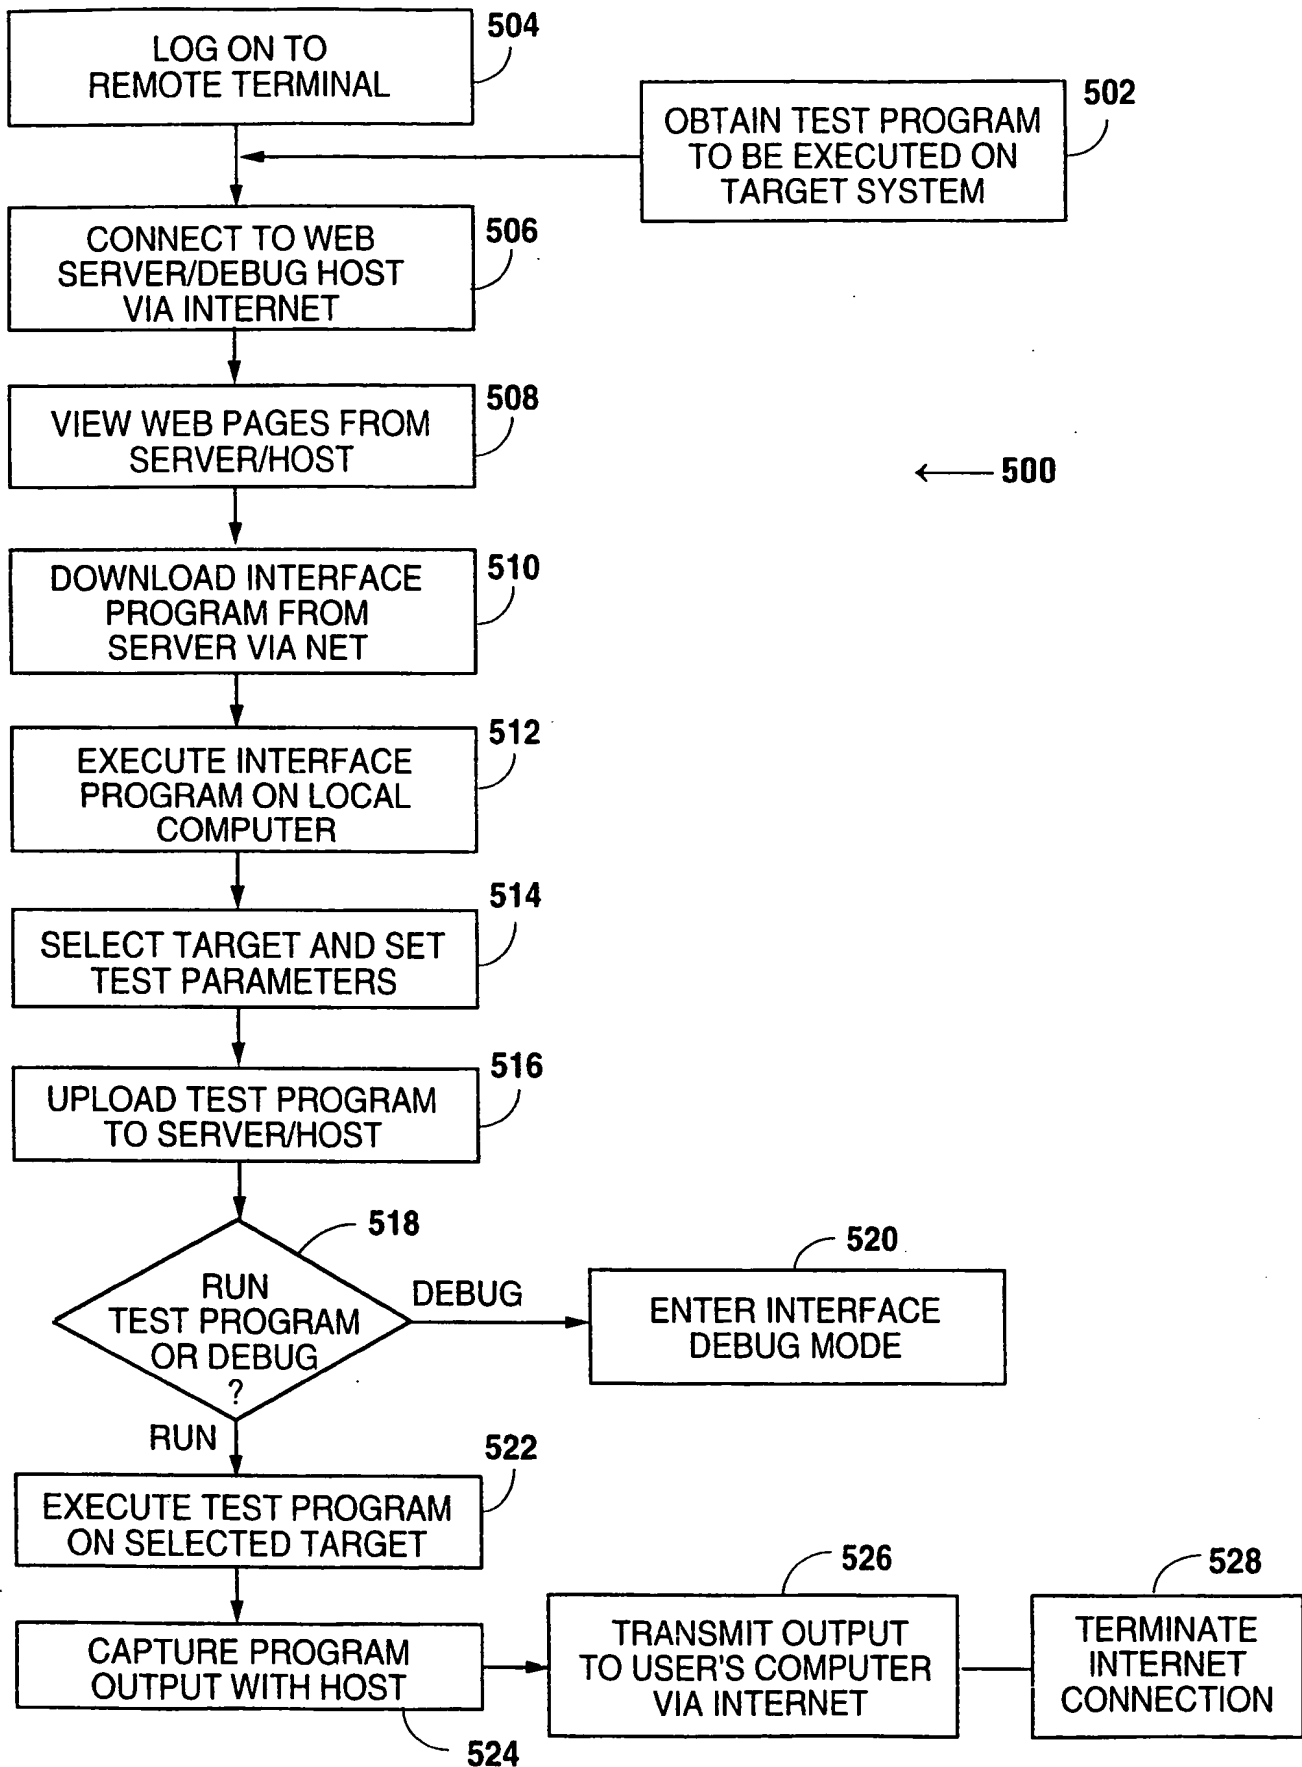 504
LOG ON TO
REMOTE TERMINAL
502
OBTAIN TEST PROGRAM
TO BE EXECUTED ON
TARGET SYSTEM
506
CONNECT TO WEB
SERVER/DEBUG HOST
VIA INTERNET
508
VIEW WEB PAGES FROM
SERVER/HOST
500
510
DOWNLOAD INTERFACE
PROGRAM FROM
SERVER VIA NET
512
EXECUTE INTERFACE
PROGRAM ON LOCAL
COMPUTER
514
SELECT TARGET AND SET
TEST PARAMETERS
516
UPLOAD TEST PROGRAM
TO SERVER/HOST
518
RUN
TEST PROGRAM
OR DEBUG
?
DEBUG
520
ENTER INTERFACE
DEBUG MODE
RUN
522
EXECUTE TEST PROGRAM
ON SELECTED TARGET
CAPTURE PROGRAM
OUTPUT WITH HOST
524
526
TRANSMIT OUTPUT
TO USER'S COMPUTER
VIA INTERNET
528
TERMINATE
INTERNET
CONNECTION